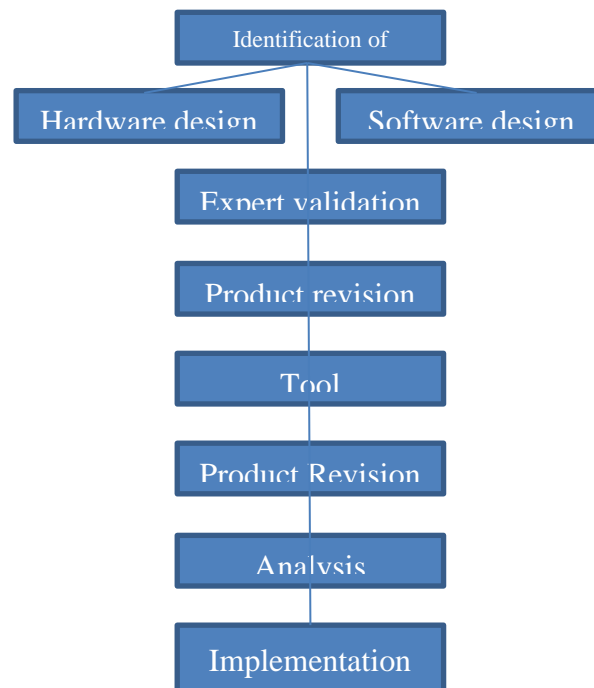 Identification of
Hardware design
Software design
Expert validation
Product revision
Tool
Product Revision
Analysis
Implementation